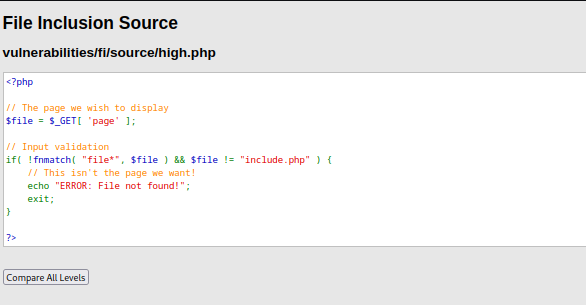 File Inclusion Source
vulnerabilities/fi/source/high.php
<?php
// The page we wish to display
$file = $_GET[ 'page' ];
// Input validation
if( !fnmatch( "file*", $file ) && $file != "include.php" ) {
// This isn't the page we want!
echo "ERROR: File not found!";
exit;
}
?>
Compare All Levels